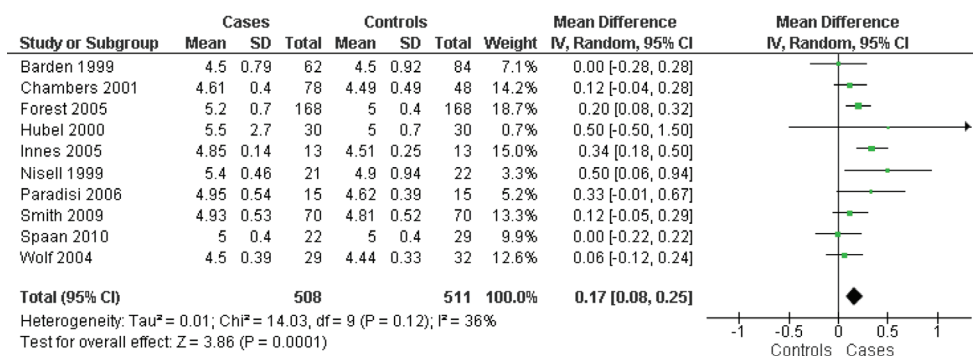 Cases Controls Mean Difference Mean Difference
Study or Subgroup Mean SD Total Mean SD Total Weight IV, Random, 95% CI IV, Random, 95% CI
Barden 1999 4.5 0.79 62 4.5 0.92 84 7.1% 0.00 [-0.28, 0.28]
Chambers 2001 4.61 0.4 78 4.49 0.49 48 14.2% 0.12 [-0.04, 0.28]
Forest 2005 5.2 0.7 168 5 0.4 168 18.7% 0.20 [0.08, 0.32]
Hubel 2000 5.5 2.7 30 5 0.7 30 0.7% 0.50 [-0.50, 1.50]
Innes 2005 4.85 0.14 13 4.51 0.25 13 15.0% 0.34 [0.18, 0.50]
Nisell 1999 5.4 0.46 21 4.9 0.94 22 3.3% 0.50 [0.06, 0.94]
Paradisi 2006 4.95 0.54 15 4.62 0.39 15 5.2% 0.33 [-0.01, 0.67]
Smith 2009 4.93 0.53 70 4.81 0.52 70 13.3% 0.12 [-0.05, 0.29]
Spaan 2010 5 0.4 22 5 0.4 29 9.9% 0.00 [-0.22, 0.22]
Wolf 2004 4.5 0.39 29 4.44 0.33 32 12.6% 0.06 [-0.12, 0.24]
Total (95% CI) 508 511 100.0% 0.17 [0.08, 0.25]
Heterogeneity: Tau² = 0.01; Chi² = 14.03, df = 9 (P = 0.12); I² = 36%
Test for overall effect: Z = 3.86 (P = 0.0001)
-1 -0.5 0 0.5 1
Controls Cases